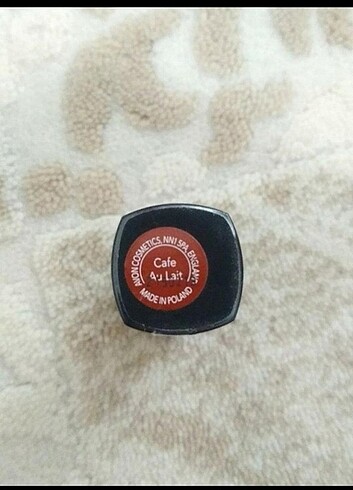 AVON COSMETICS, NN1 5PA, ENGLAND
Cafe
Au Lait
MADE IN POLAND